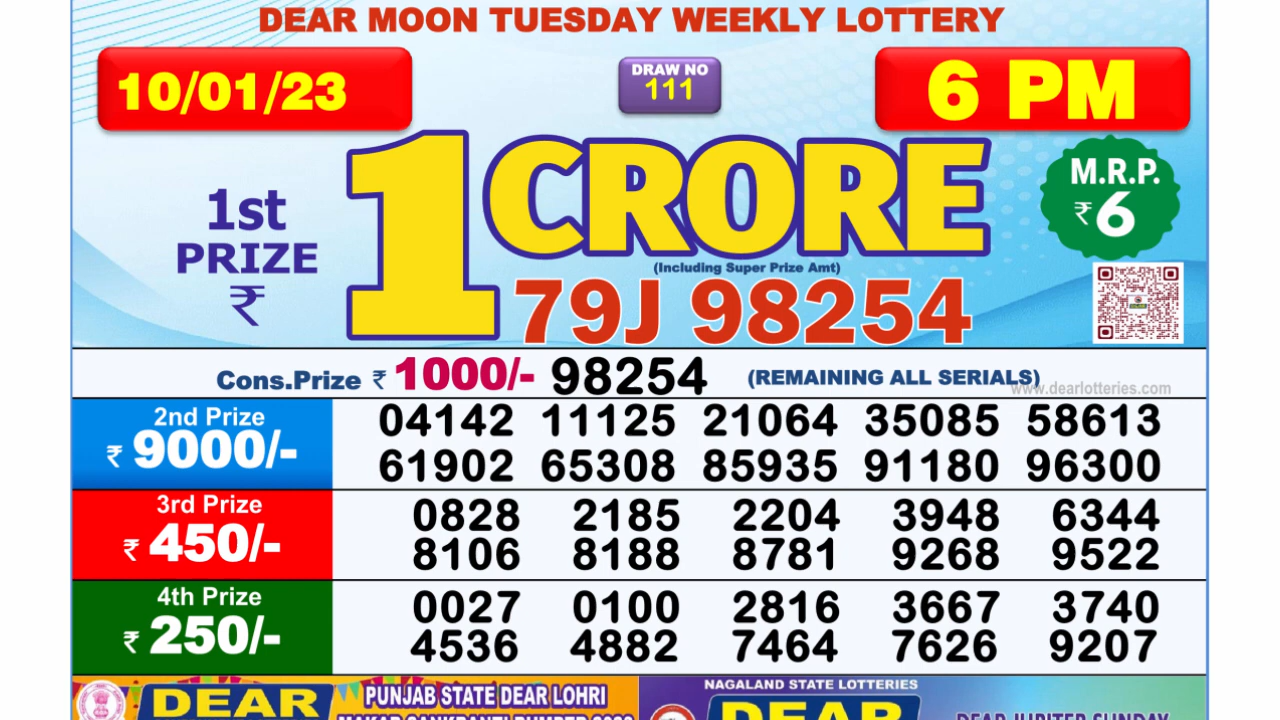 DEAR MOON TUESDAY WEEKLY LOTTERY
10/01/23
DRAW NO
111
6 PM
1st
PRIZE
₹
1 CRORE
(Including Super Prize Amt)
79J 98254
M.R.P.
₹ 6
Cons.Prize ₹ 1000/- 98254 (REMAINING ALL SERIALS)
www.dearlotteries.com
2nd Prize
₹ 9000/-
04142 11125 21064 35085 58613
61902 65308 85935 91180 96300
3rd Prize
₹ 450/-
0828 2185 2204 3948 6344
8106 8188 8781 9268 9522
4th Prize
₹ 250/-
0027 0100 2816 3667 3740
4536 4882 7464 7626 9207
DEAR
PUNJAB STATE DEAR LOHRI
NAGALAND STATE LOTTERIES
DEAR
DEAR JUPITER SUNDAY